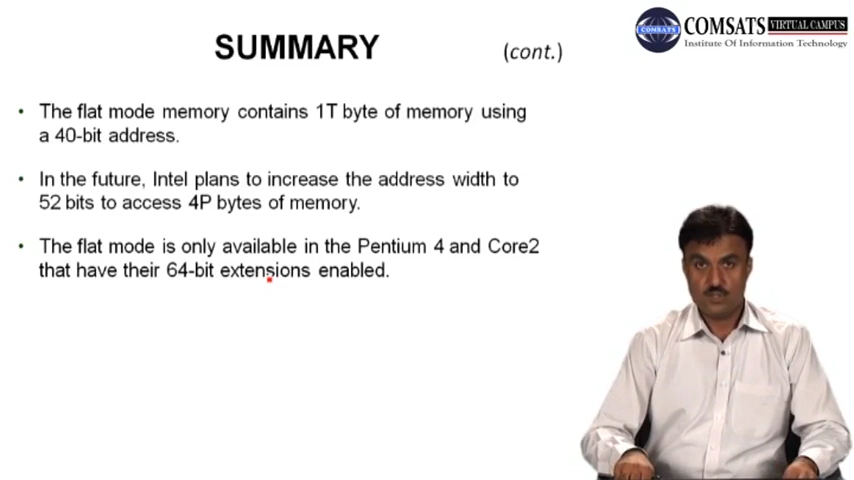 SUMMARY (cont.)
COMSATS VIRTUAL CAMPUS
Institute Of Information Technology
COMSATS
• The flat mode memory contains 1T byte of memory using
a 40-bit address.
• In the future, Intel plans to increase the address width to
52 bits to access 4P bytes of memory.
• The flat mode is only available in the Pentium 4 and Core2
that have their 64-bit extensions enabled.